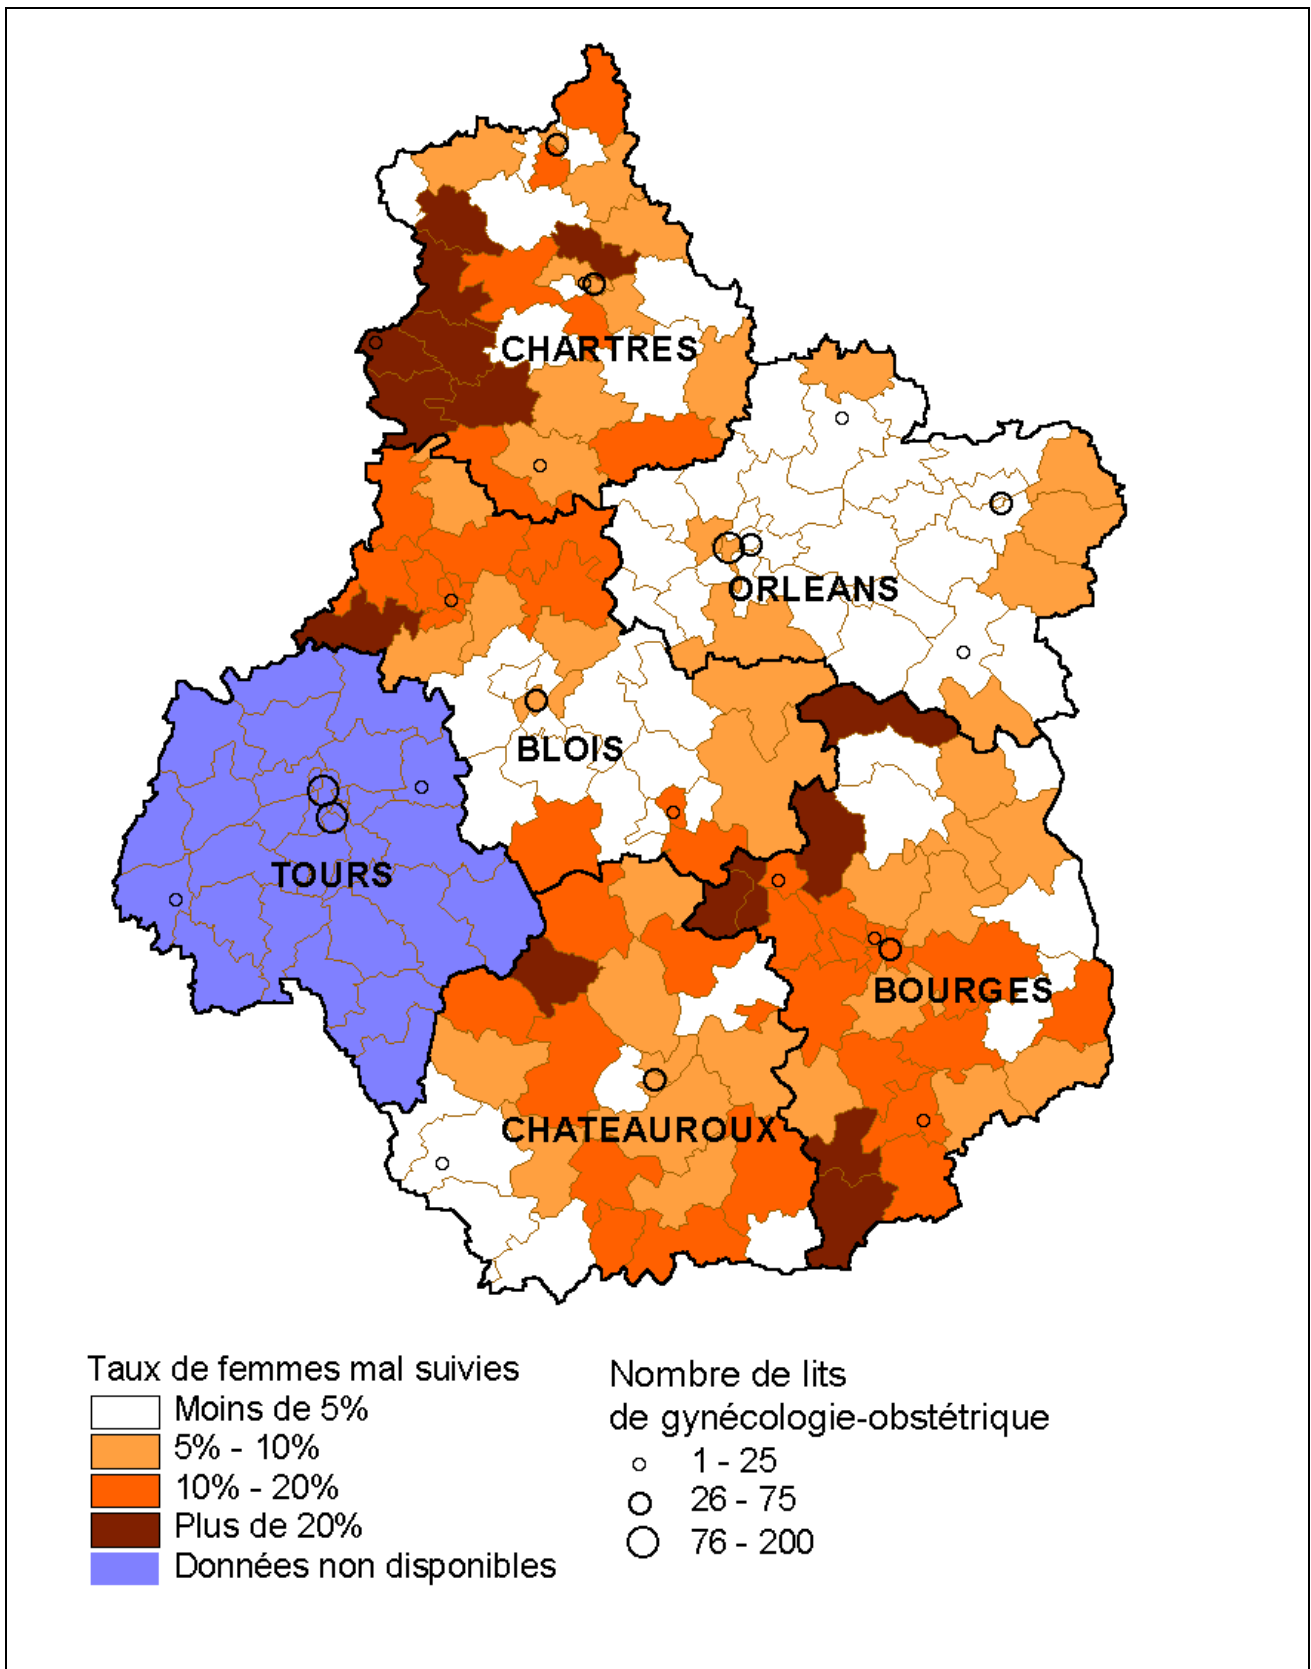 CHARTRES
ORLEANS
BLOIS
TOURS
BOURGES
CHATEAUROUX
Taux de femmes mal suivies
Moins de 5%
5% - 10%
10% - 20%
Plus de 20%
Données non disponibles
Nombre de lits
de gynécologie-obstétrique
1 - 25
26 - 75
76 - 200